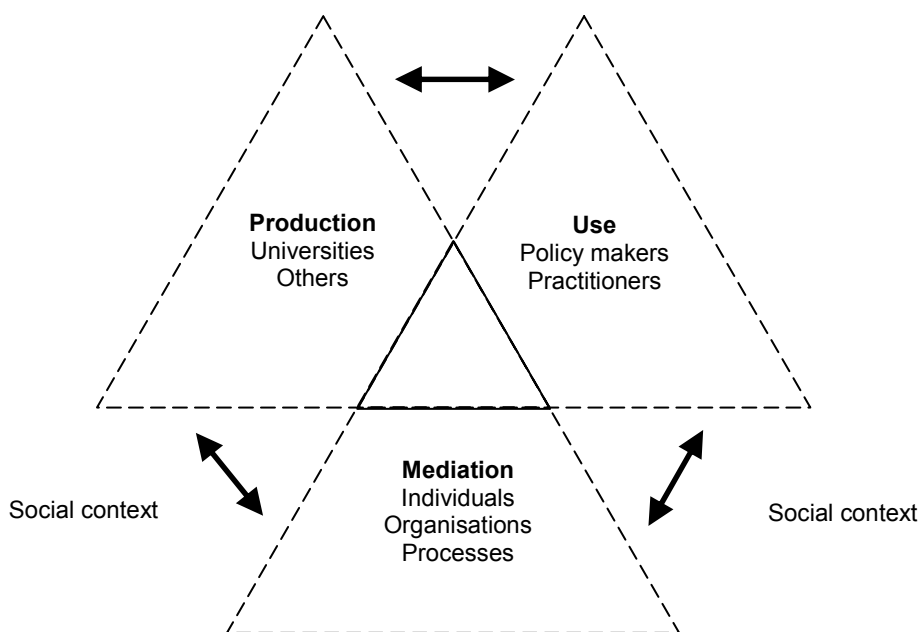 Production
Universities
Others
Use
Policy makers
Practitioners
Mediation
Individuals
Organisations
Processes
Social context
Social context